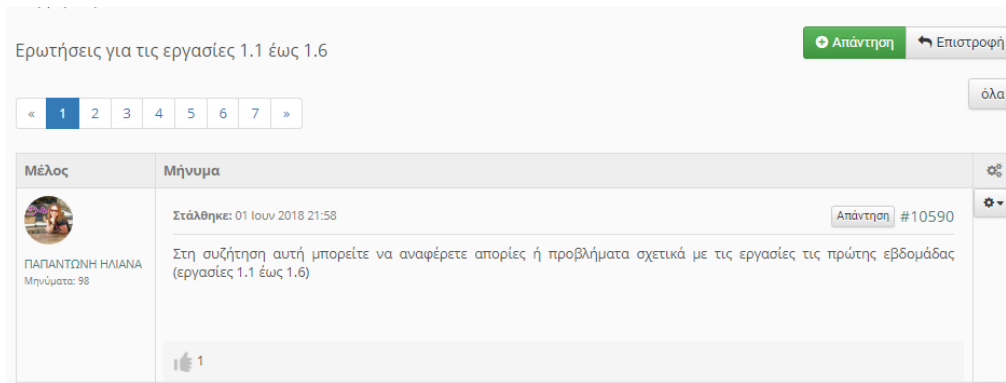 Ερωτήσεις για τις εργασίες 1.1 έως 1.6
Απάντηση
Επιστροφή
όλα
« 1 2 3 4 5 6 7 »
Μέλος Μήνυμα
Στάλθηκε: 01 Ιουν 2018 21:58
Απάντηση #10590
ΠΑΠΑΝΤΩΝΗ ΗΛΙΑΝΑ
Μηνύματα: 98
Στη συζήτηση αυτή μπορείτε να αναφέρετε απορίες ή προβλήματα σχετικά με τις εργασίες τις πρώτης εβδομάδας
(εργασίες 1.1 έως 1.6)
1